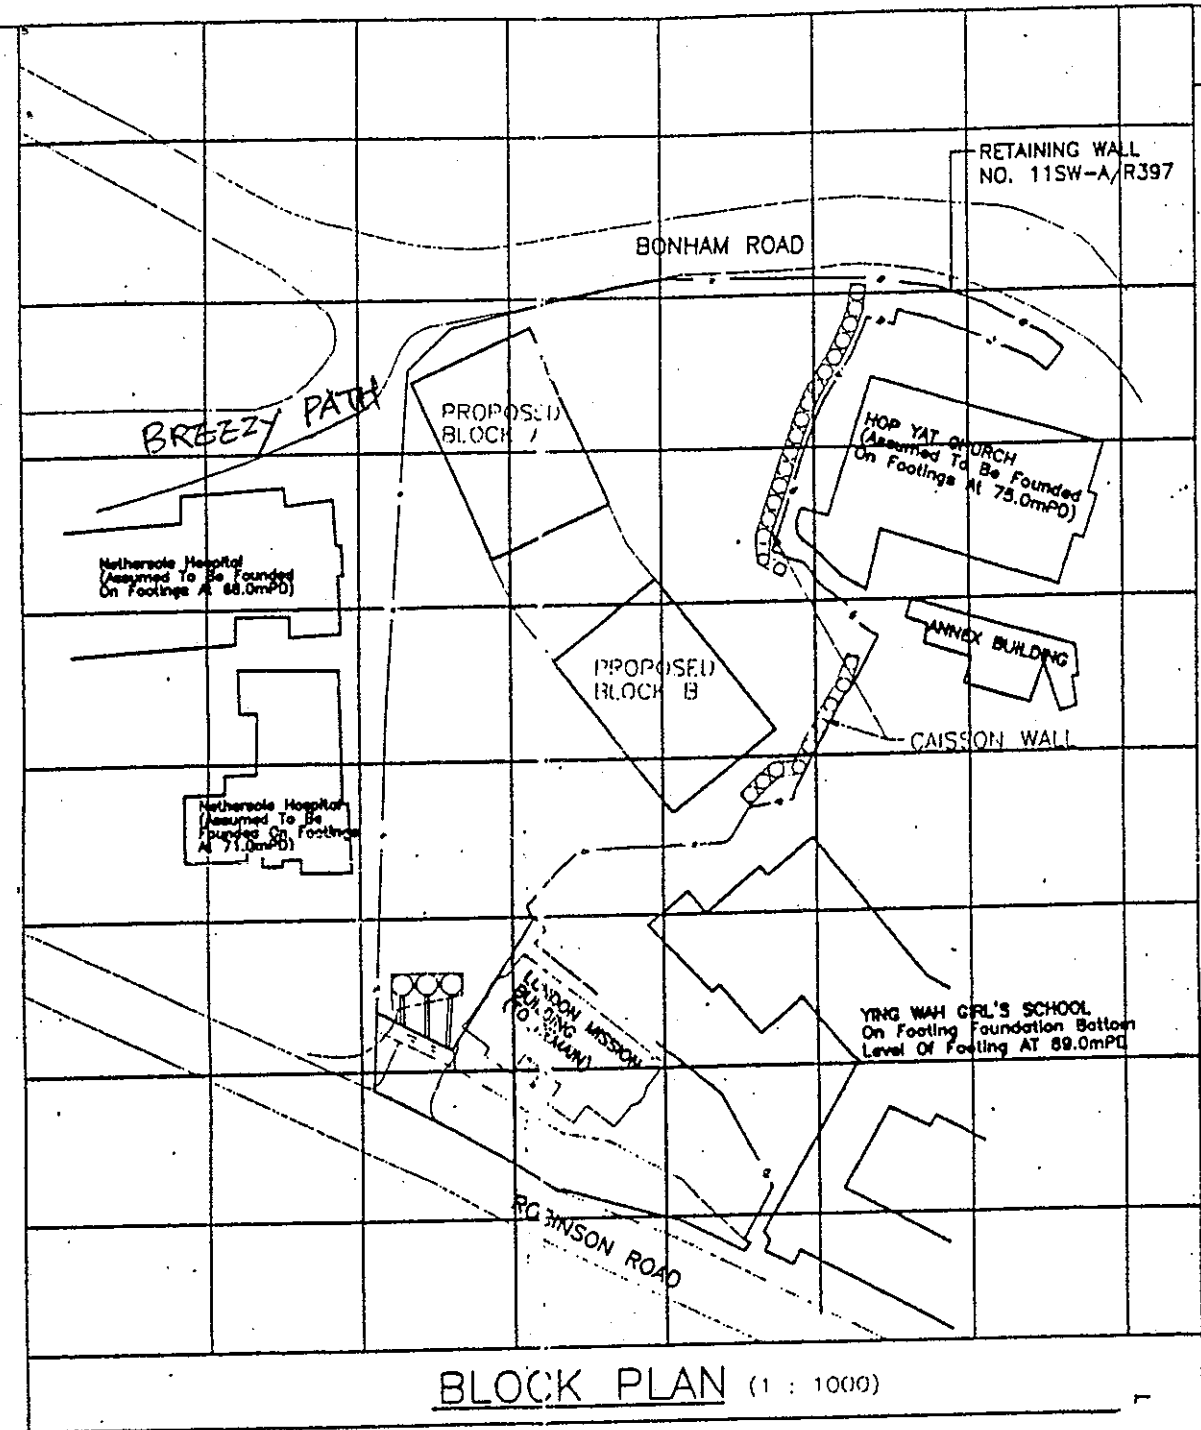 RETAINING WALL
NO. 11SW-A/R397
BONHAM ROAD
BREEZY PATH
PROPOSED
BLOCK A
HOP YAT CHURCH
(Assumed To Be Founded
On Footings At 75.0mPD)
Nethersole Hospital
(Assumed To Be Founded
On Footings At 68.0mPD)
ANNEX BUILDING
PROPOSED
BLOCK B
CAISSON WALL
Nethersole Hospital
(Assumed To Be
Founded On Footings
At 71.0mPD)
LONDON MISSION
BUILDING
(TO REMAIN)
YING WAH GIRL'S SCHOOL
On Footing Foundation Bottom
Level Of Footing AT 89.0mPD
ROBINSON ROAD
BLOCK PLAN (1 : 1000)